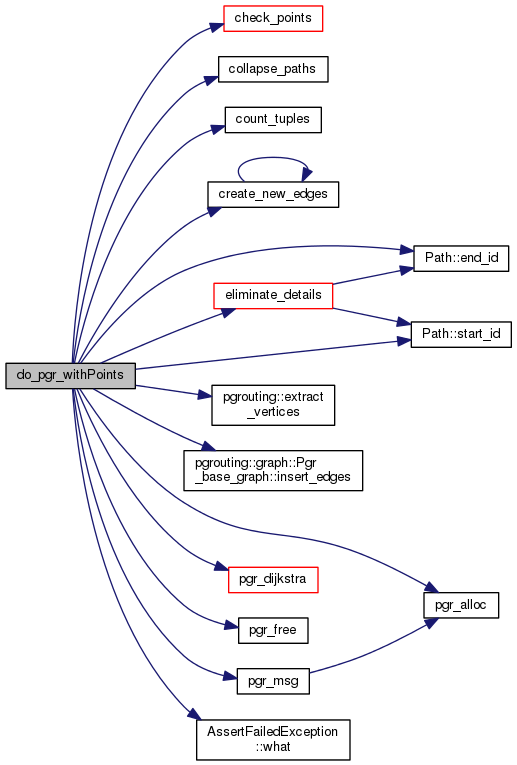 check_points
collapse_paths
count_tuples
create_new_edges
Path::end_id
eliminate_details
Path::start_id
do_pgr_withPoints
pgrouting::extract
_vertices
pgrouting::graph::Pgr
_base_graph::insert_edges
pgr_dijkstra
pgr_alloc
pgr_free
pgr_msg
AssertFailedException
::what